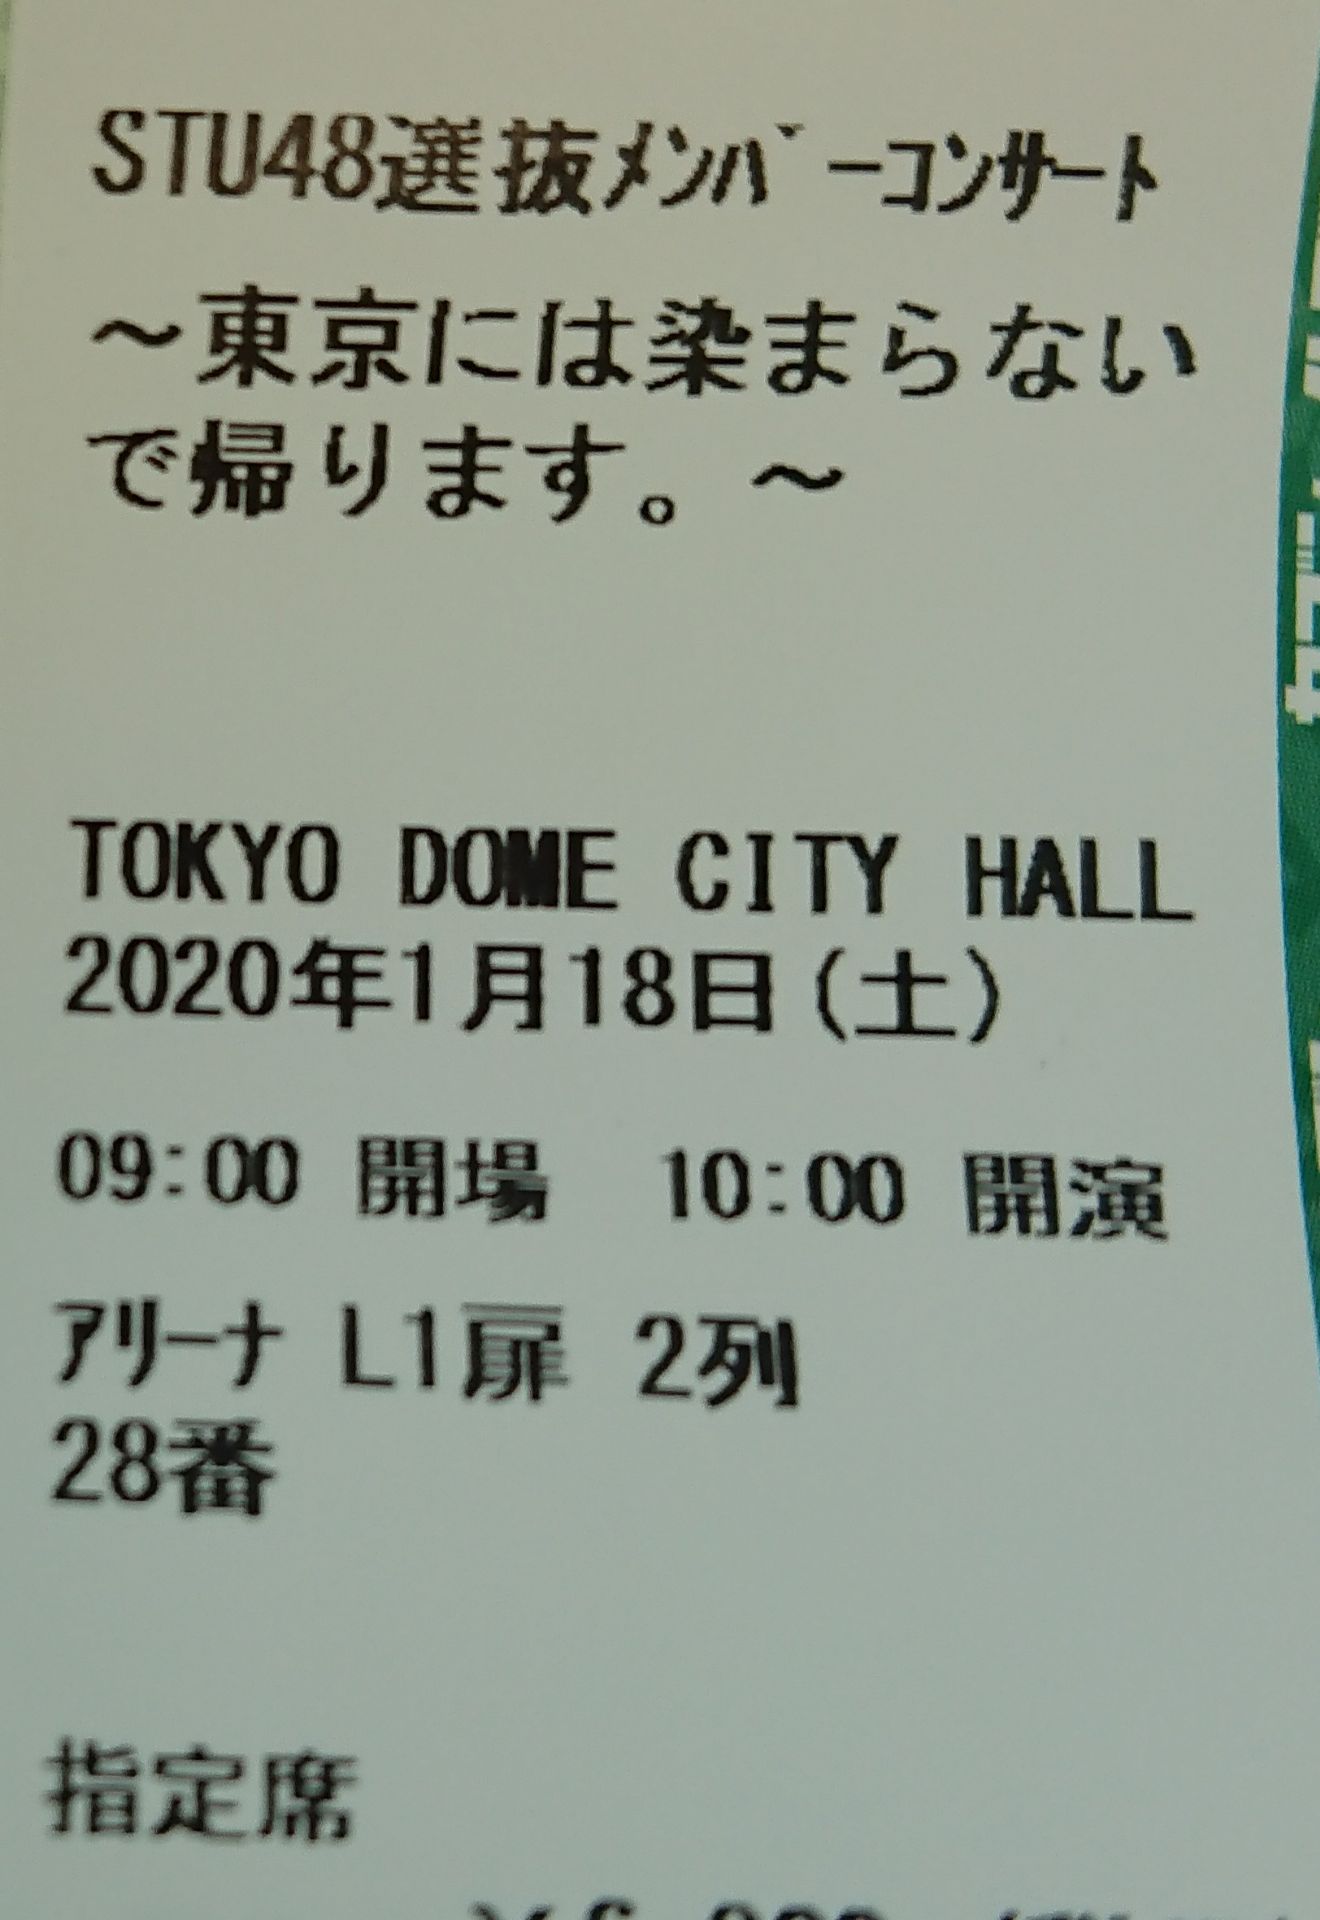 STU48選抜メンバーコンサート
～東京には染まらない
で帰ります。～
TOKYO DOME CITY HALL
2020年1月18日(土)
09:00 開場 10:00 開演
アリーナ L1扉 2列
28番
指定席